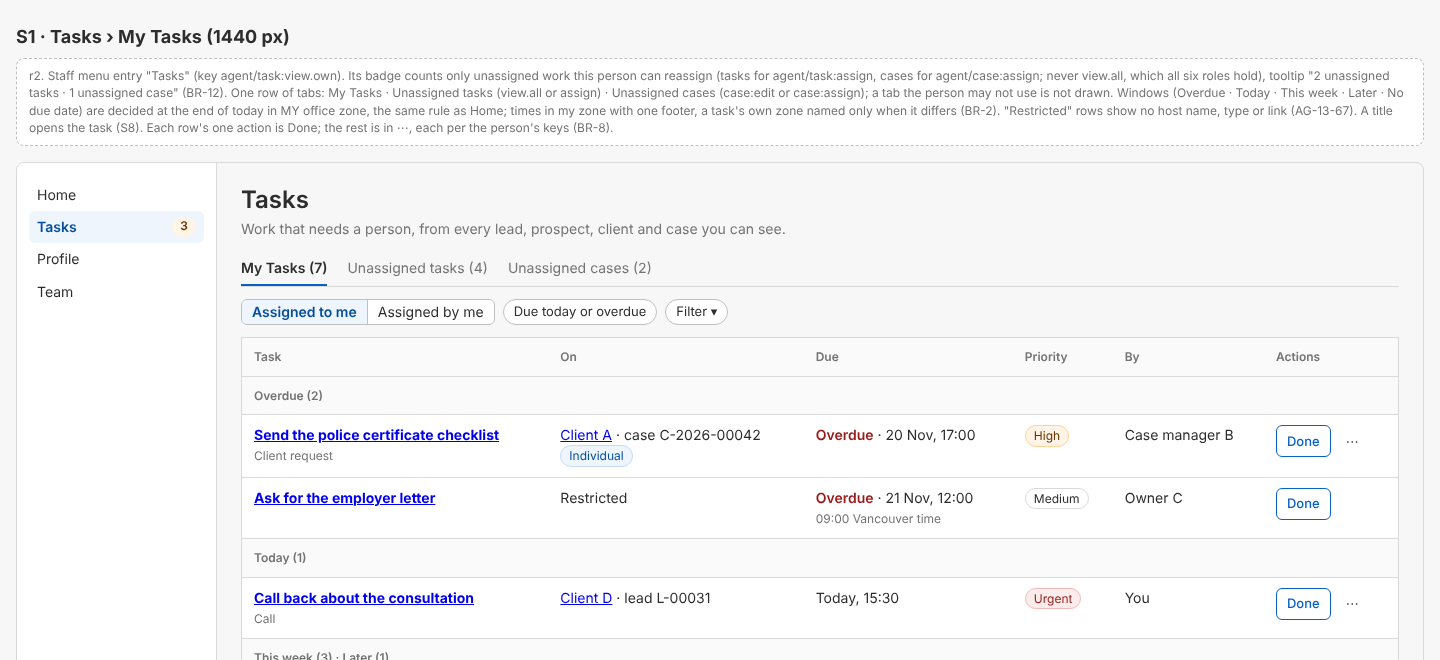 S1 · Tasks › My Tasks (1440 px)
r2. Staff menu entry "Tasks" (key agent/task:view.own). Its badge counts only unassigned work this person can reassign (tasks for agent/task:assign, cases for agent/case:assign; never view.all, which all six roles hold), tooltip "2 unassigned
tasks · 1 unassigned case" (BR-12). One row of tabs: My Tasks · Unassigned tasks (view.all or assign) · Unassigned cases (case:edit or case:assign); a tab the person may not use is not drawn. Windows (Overdue · Today · This week · Later · No
due date) are decided at the end of today in MY office zone, the same rule as Home; times in my zone with one footer, a task's own zone named only when it differs (BR-2). "Restricted" rows show no host name, type or link (AG-13-67). A title
opens the task (S8). Each row's one action is Done; the rest is in ···, each per the person's keys (BR-8).
Home
Tasks 3
Profile
Team
Tasks
Work that needs a person, from every lead, prospect, client and case you can see.
My Tasks (7) Unassigned tasks (4) Unassigned cases (2)
Assigned to me Assigned by me Due today or overdue Filter ▾
Task On Due Priority By Actions
Overdue (2)
Send the police certificate checklist Client A · case C-2026-00042 Overdue · 20 Nov, 17:00 High Case manager B Done ···
Client request Individual
Ask for the employer letter Restricted Overdue · 21 Nov, 12:00 Medium Owner C Done
09:00 Vancouver time
Today (1)
Call back about the consultation Client D · lead L-00031 Today, 15:30 Urgent You Done ···
Call
This week (3) · Later (1)